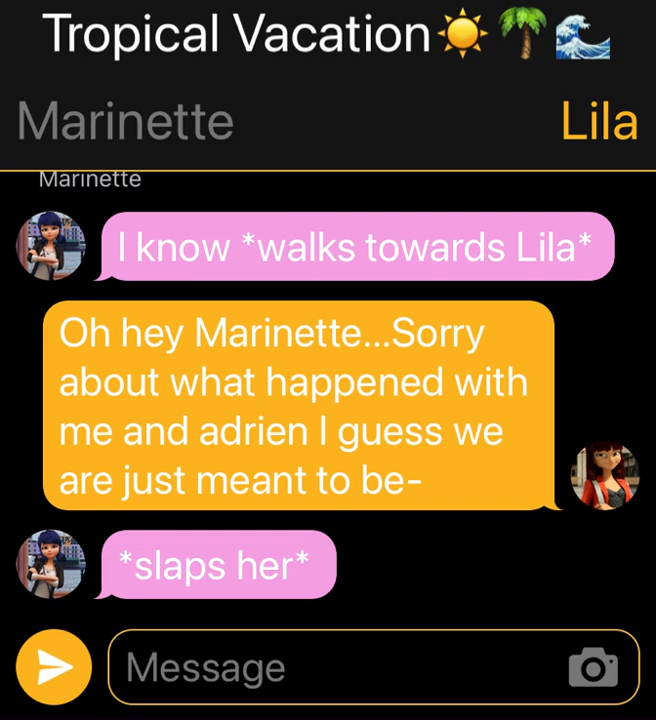 Tropical Vacation☀️🌴🌊
Marinette Lila
Marinette
I know *walks towards Lila*
Oh hey Marinette...Sorry
about what happened with
me and adrien I guess we
are just meant to be-
*slaps her*
Message